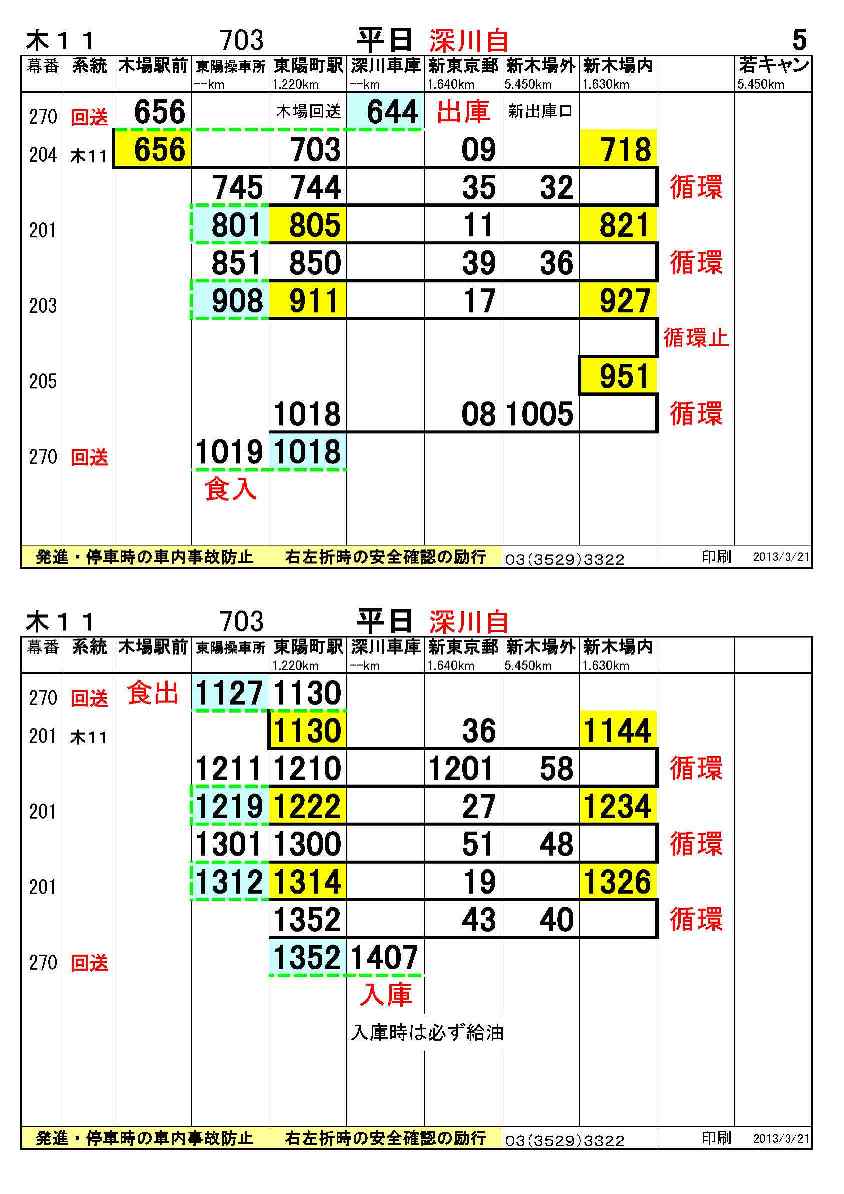 木11 703 平日 深川自 5
幕番 系統 木場駅前 東陽操車所 東陽町駅 深川車庫 新東京郵 新木場外 新木場内 若キャン
--km 1.220km --km 1.640km 5.450km 1.630km 5.450km
270 回送 656 木場回送 644 出庫 新出庫口
204 木11 656 703 09 718
745 744 35 32 循環
201 801 805 11 821
851 850 39 36 循環
203 908 911 17 927
循環止
205 951
1018 08 1005 循環
270 回送 1019 1018
食入
発進・停車時の車内事故防止 右左折時の安全確認の励行 03(3529)3322 印刷 2013/3/21
木11 703 平日 深川自
幕番 系統 木場駅前 東陽操車所 東陽町駅 深川車庫 新東京郵 新木場外 新木場内
1.220km --km 1.640km 5.450km 1.630km
270 回送 食出 1127 1130
201 木11 1130 36 1144
1211 1210 1201 58 循環
201 1219 1222 27 1234
1301 1300 51 48 循環
201 1312 1314 19 1326
1352 43 40 循環
270 回送 1352 1407
入庫
入庫時は必ず給油
発進・停車時の車内事故防止 右左折時の安全確認の励行 03(3529)3322 印刷 2013/3/21